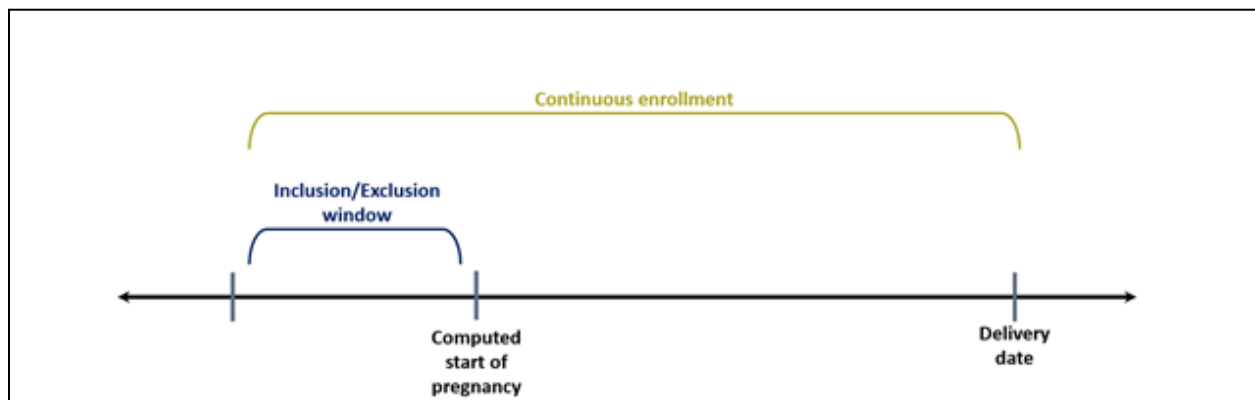 Continuous enrollment
Inclusion/Exclusion
window
Computed
start of
pregnancy
Delivery
date